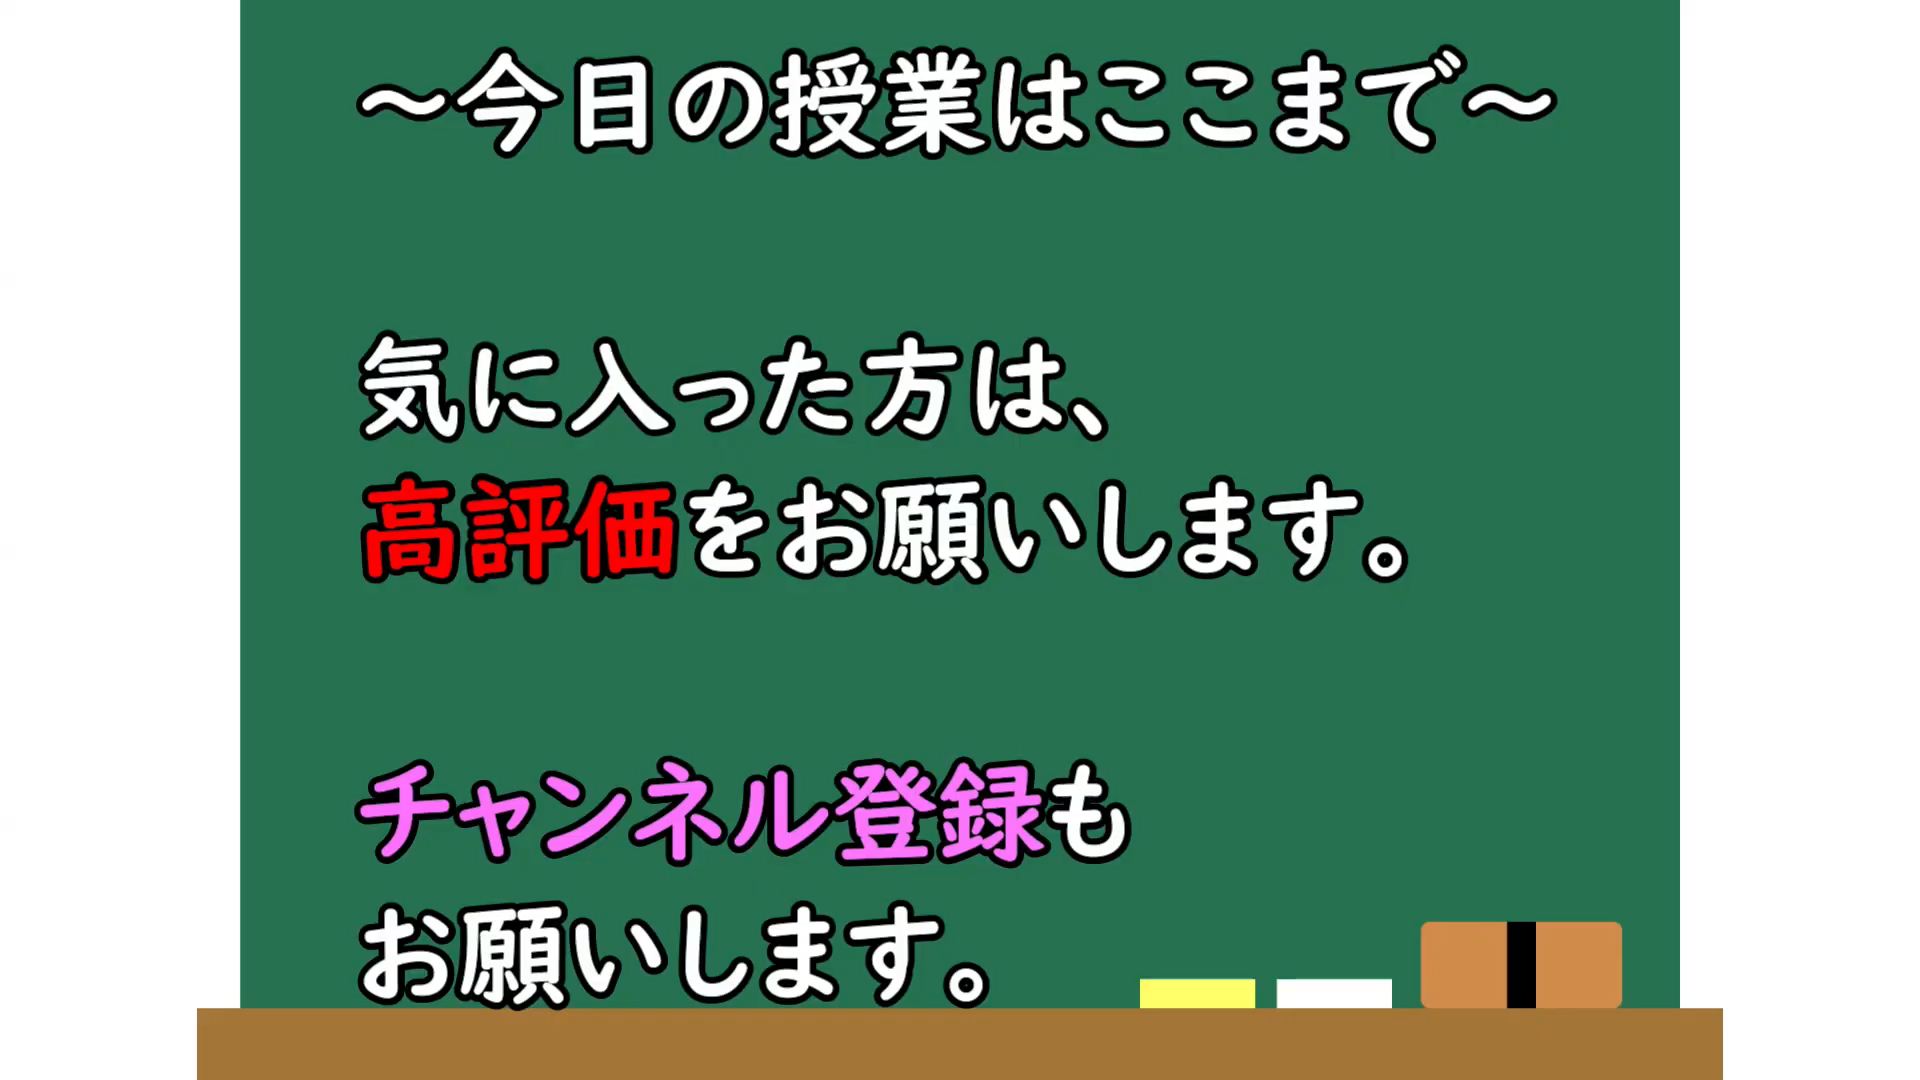 ～今日の授業はここまで～
気に入った方は、
高評価をお願いします。
チャンネル登録も
お願いします。